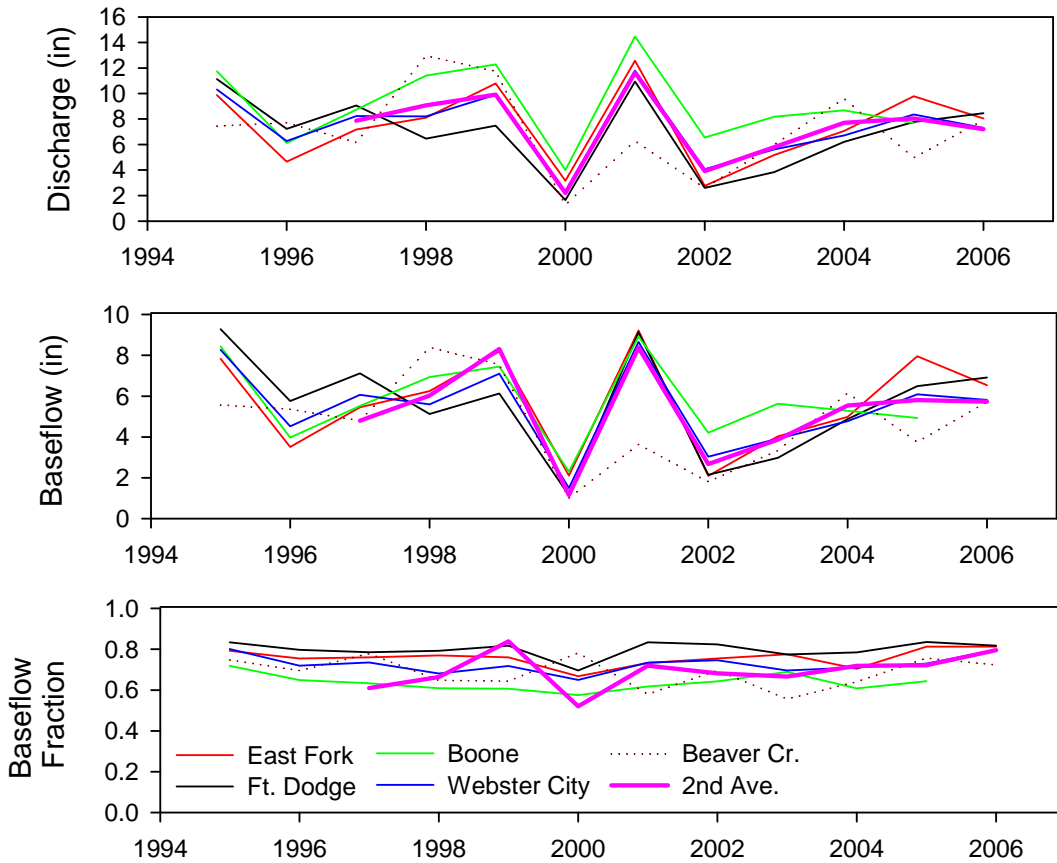 Discharge (in)
16
14
12
10
8
6
4
2
0
1994 1996 1998 2000 2002 2004 2006
Baseflow (in)
10
8
6
4
2
0
1994 1996 1998 2000 2002 2004 2006
Baseflow
Fraction
1.0
0.8
0.6
0.4
0.2
0.0
East Fork Boone Beaver Cr.
Ft. Dodge Webster City 2nd Ave.
1994 1996 1998 2000 2002 2004 2006